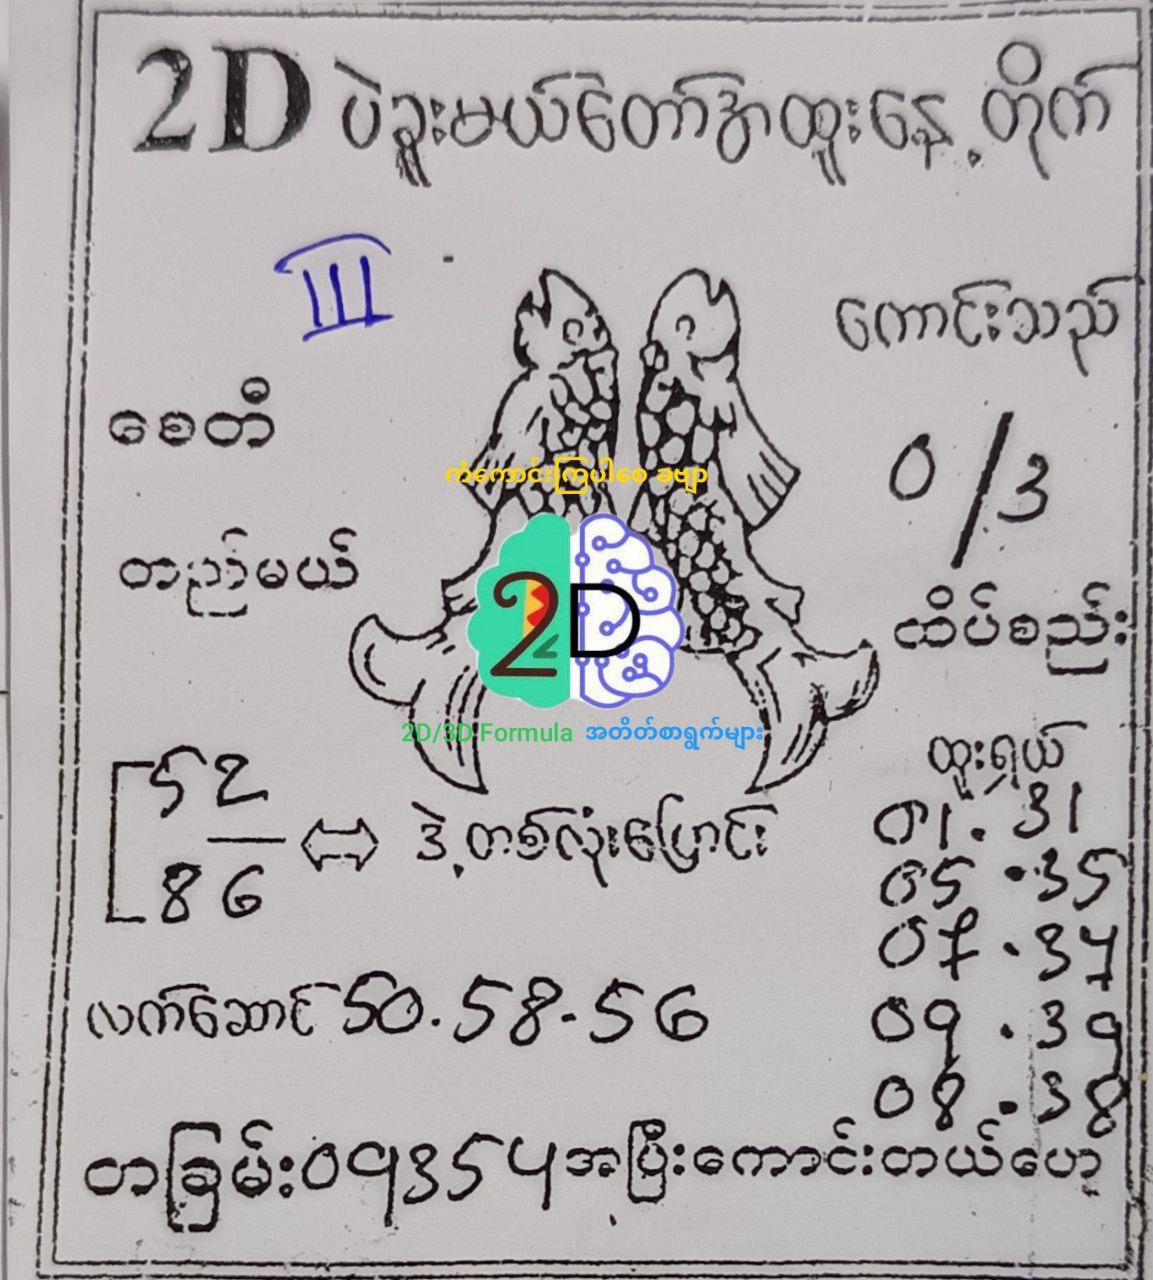 2D ပဲခူးမယ်တော်အထူးနေ့တိုက်
III
ကောင်းသည်
စေတီ
0/3
ကံကောင်းကြပါစေ ခဗျာ
တည်မယ်
2D
ထိပ်စည်း
2D/3D Formula အတိတ်စာရွက်များ
ထူးရှယ်
01.31
52
86 ⇔ ဒဲ့တစ်လုံးပြောင်း
05.35
07.37
လက်ဆောင် 50.58.56
09.39
08.38
တခြမ်း 09354 အပြီးကောင်းတယ်ဟေ့